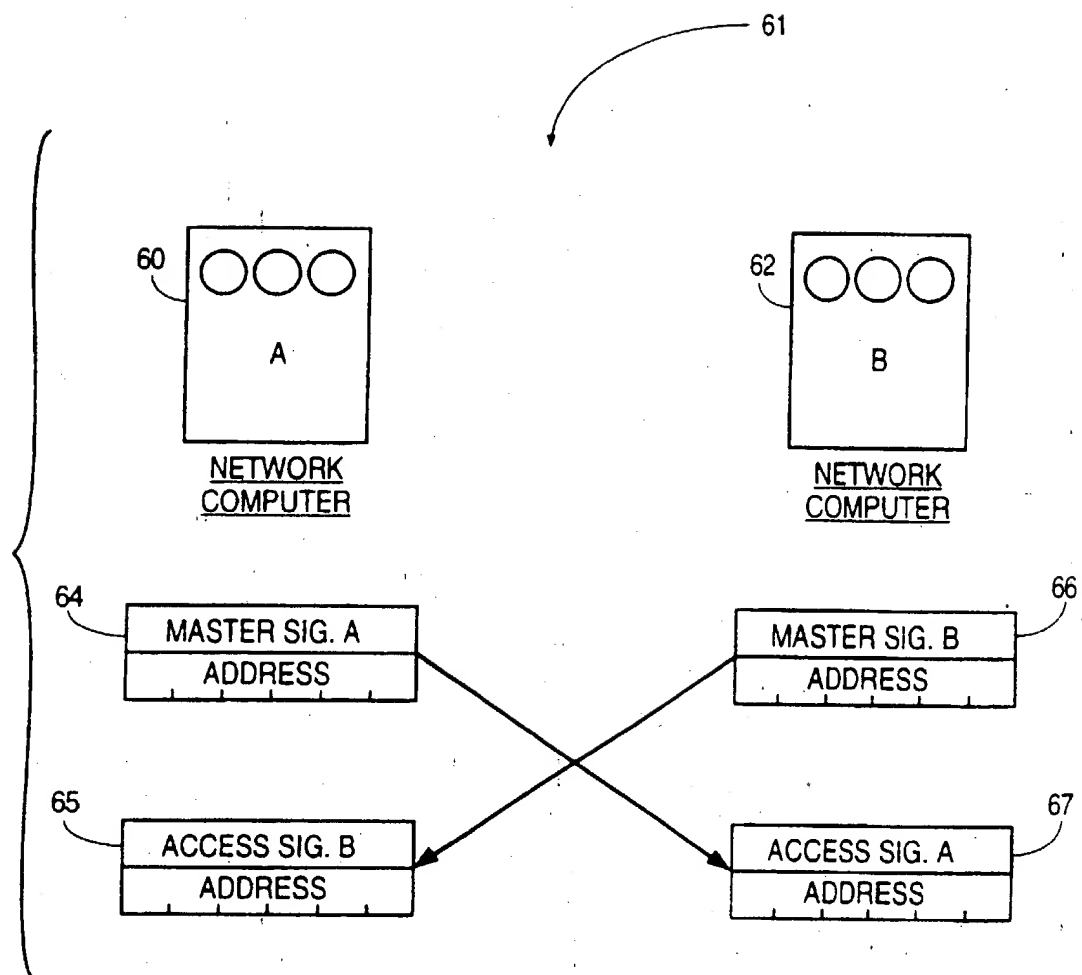 61
60
A
NETWORK
COMPUTER
62
B
NETWORK
COMPUTER
64
MASTER SIG. A
ADDRESS
66
MASTER SIG. B
ADDRESS
65
ACCESS SIG. B
ADDRESS
67
ACCESS SIG. A
ADDRESS